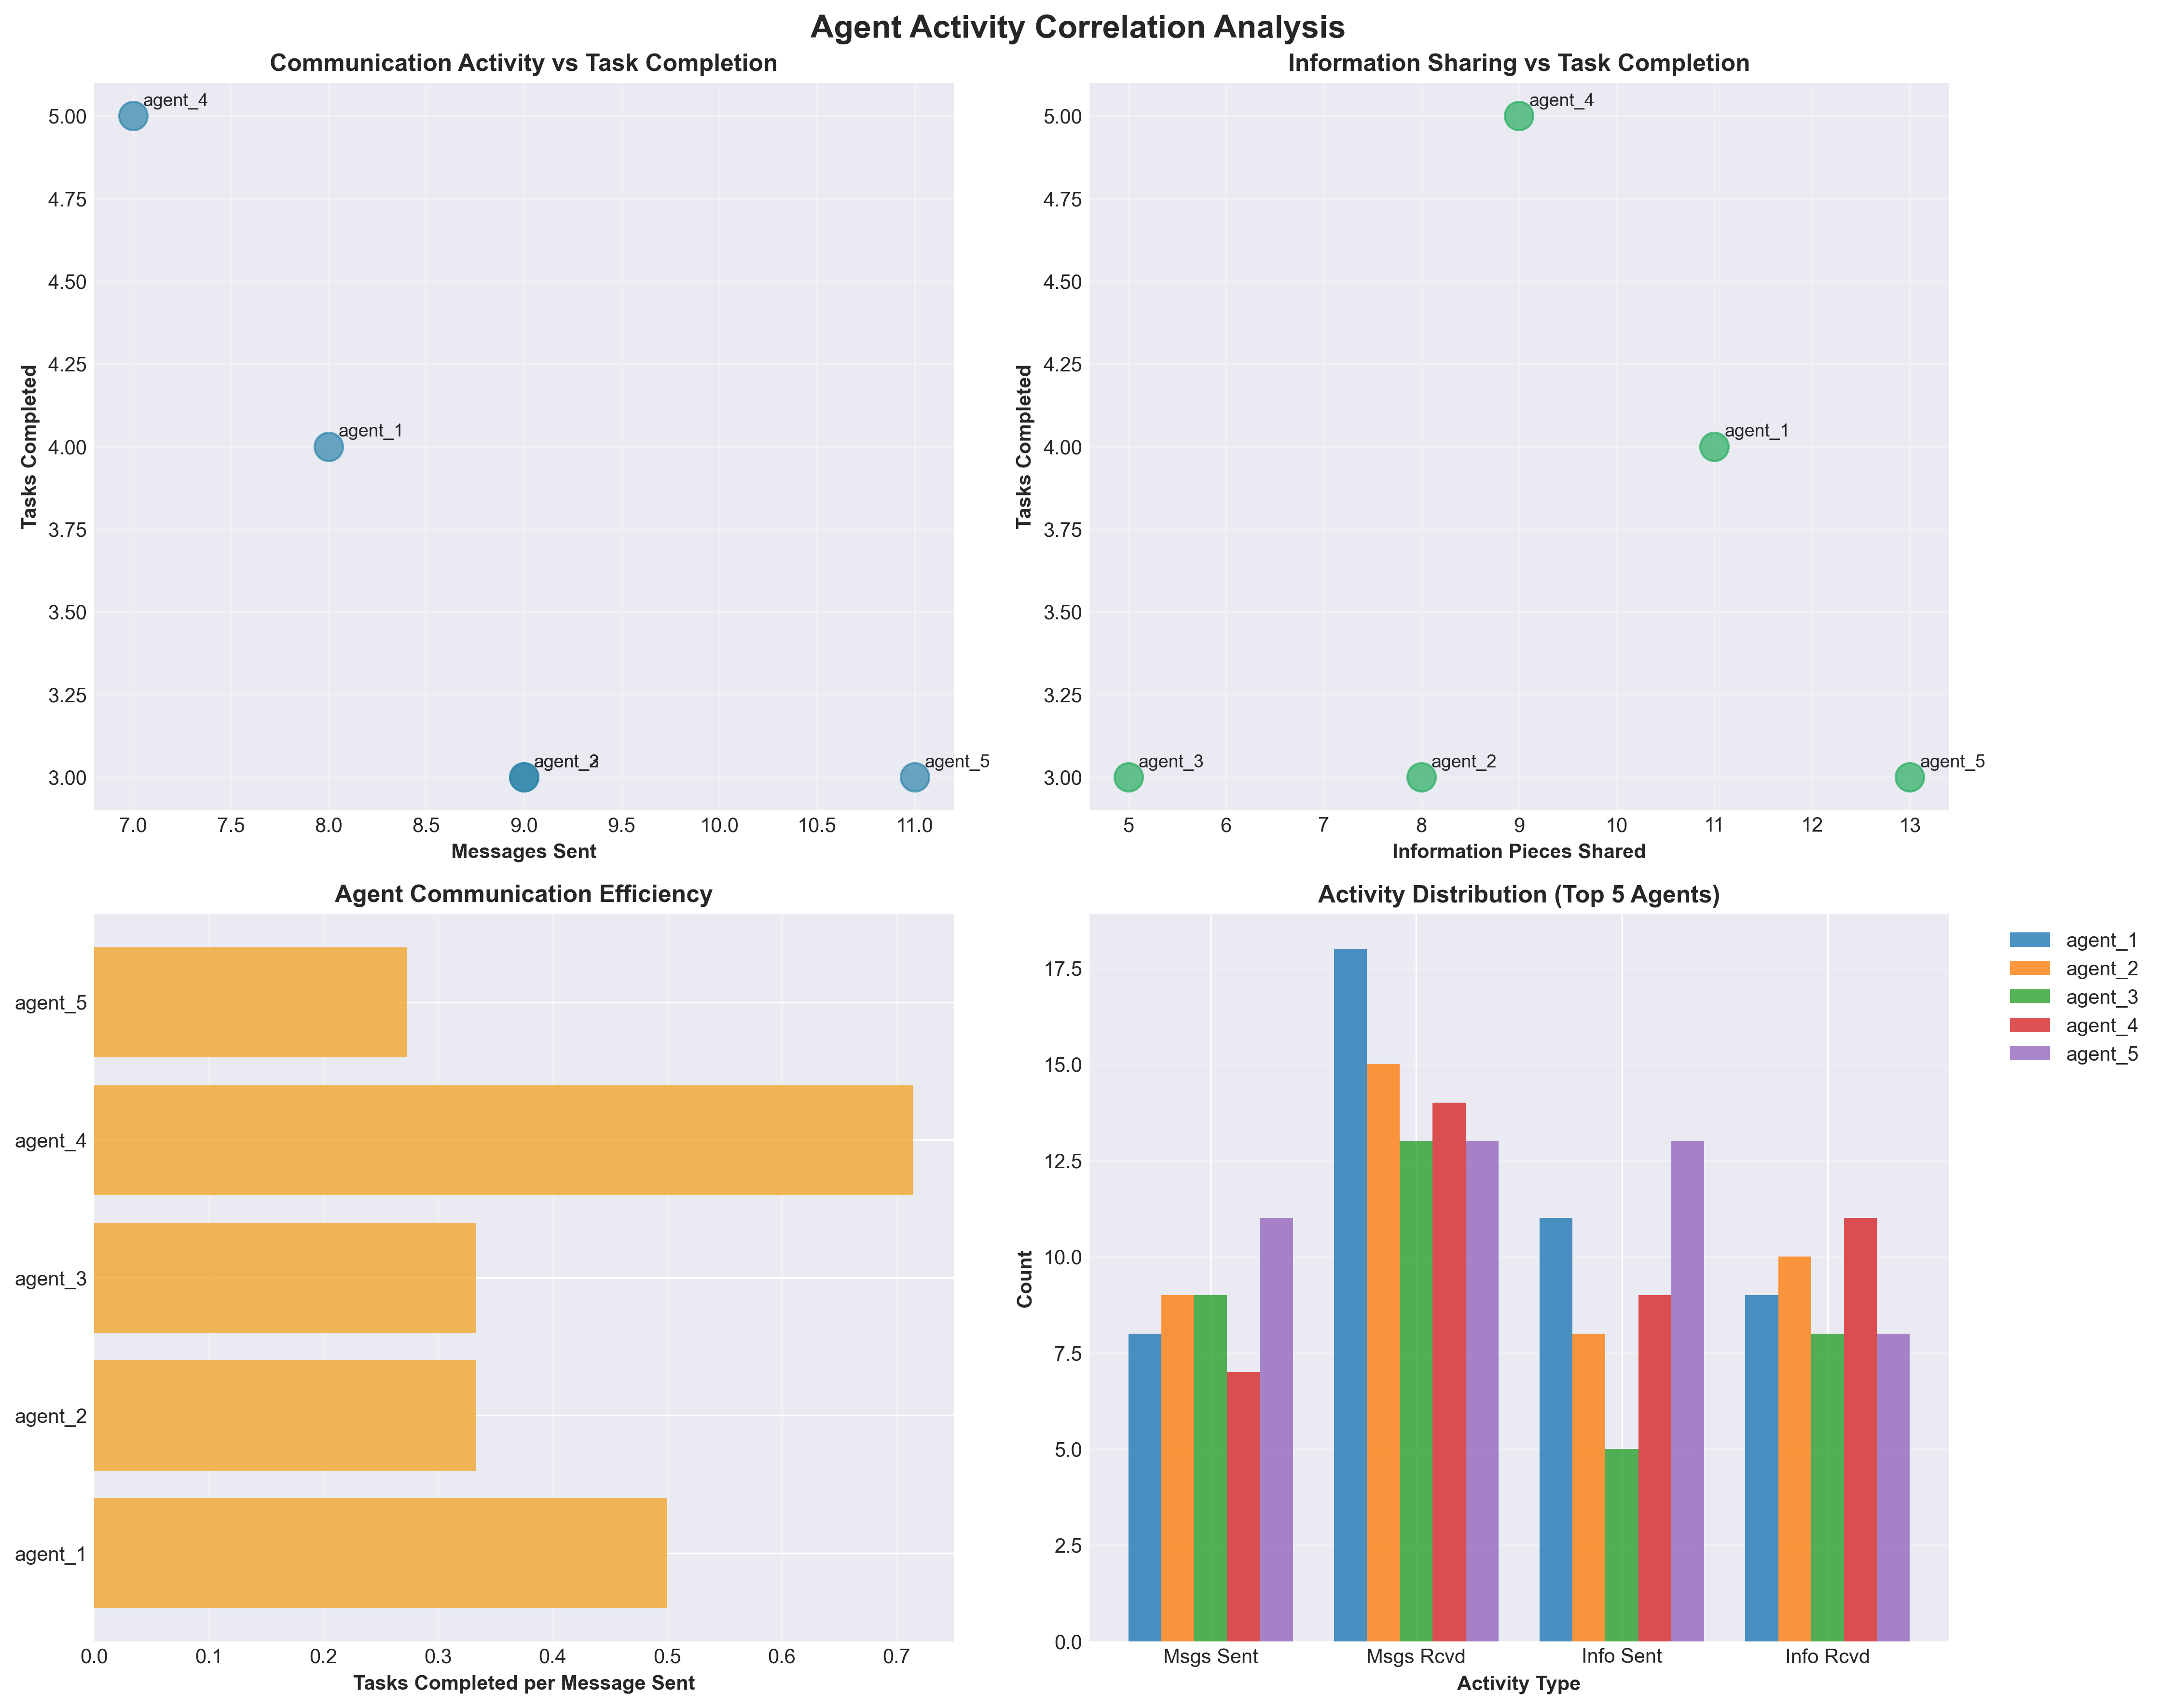 Agent Activity Correlation Analysis
Communication Activity vs Task Completion
Tasks Completed
5.00
4.75
4.50
4.25
4.00
3.75
3.50
3.25
3.00
agent_4
agent_1
agent_5
7.0 7.5 8.0 8.5 9.0 9.5 10.0 10.5 11.0
Messages Sent
Information Sharing vs Task Completion
Tasks Completed
5.00
4.75
4.50
4.25
4.00
3.75
3.50
3.25
3.00
agent_4
agent_1
agent_3 agent_2 agent_5
5 6 7 8 9 10 11 12 13
Information Pieces Shared
Agent Communication Efficiency
agent_5
agent_4
agent_3
agent_2
agent_1
0.0 0.1 0.2 0.3 0.4 0.5 0.6 0.7
Tasks Completed per Message Sent
Activity Distribution (Top 5 Agents)
Count
17.5
15.0
12.5
10.0
7.5
5.0
2.5
0.0
Msgs Sent Msgs Rcvd Info Sent Info Rcvd
Activity Type
agent_1
agent_2
agent_3
agent_4
agent_5